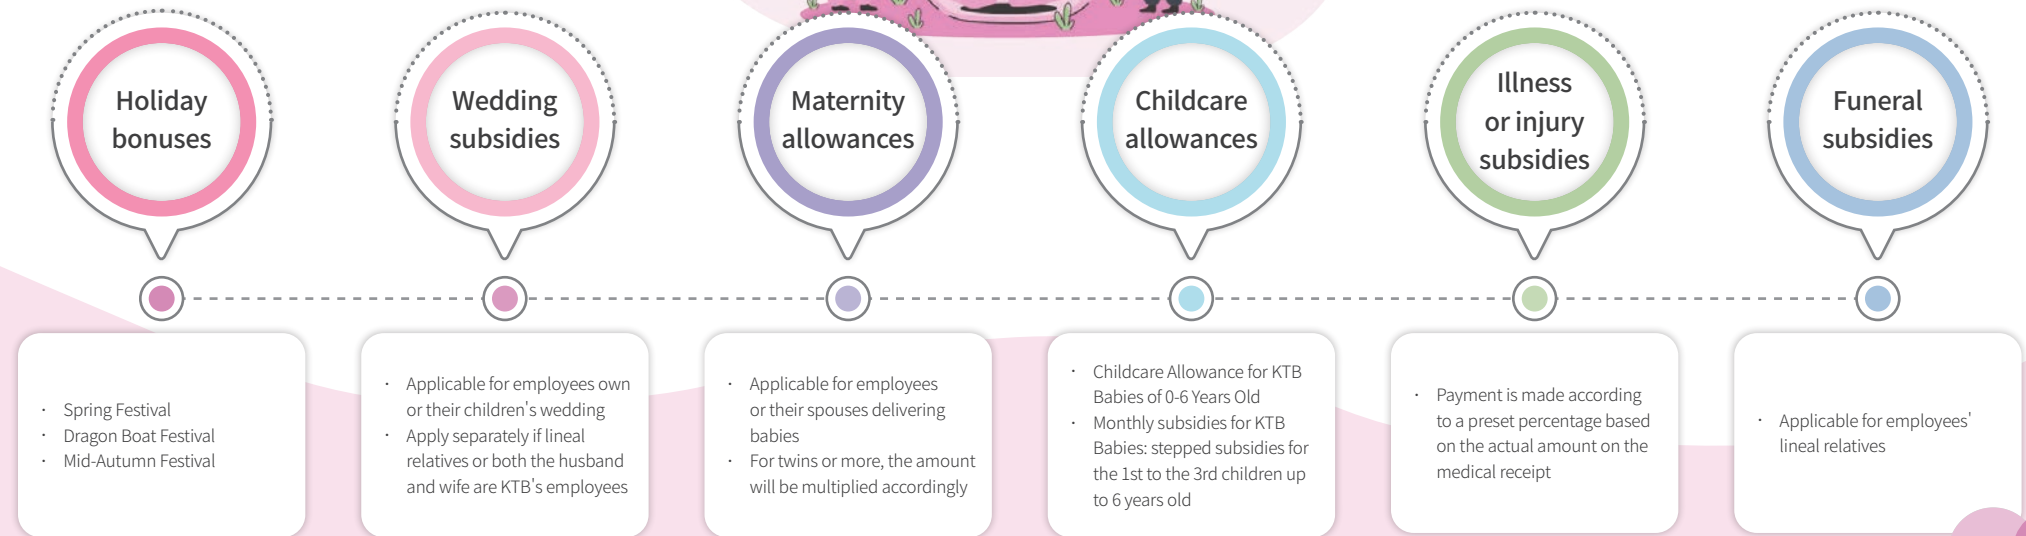 Holiday
bonuses
Wedding
subsidies
Maternity
allowances
Childcare
allowances
Illness
or injury
subsidies
Funeral
subsidies
· Spring Festival
· Dragon Boat Festival
· Mid-Autumn Festival
· Applicable for employees own
or their children's wedding
· Apply separately if lineal
relatives or both the husband
and wife are KTB's employees
· Applicable for employees
or their spouses delivering
babies
· For twins or more, the amount
will be multiplied accordingly
· Childcare Allowance for KTB
Babies of 0-6 Years Old
· Monthly subsidies for KTB
Babies: stepped subsidies for
the 1st to the 3rd children up
to 6 years old
· Payment is made according
to a preset percentage based
on the actual amount on the
medical receipt
· Applicable for employees'
lineal relatives